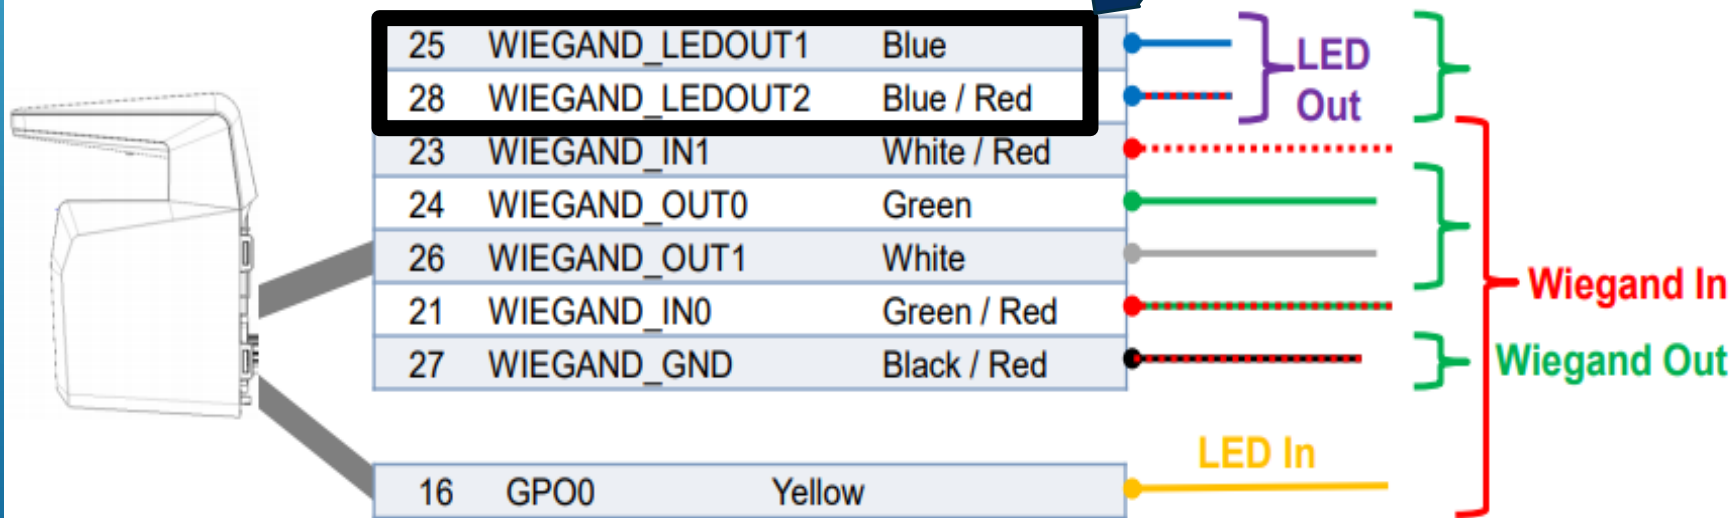 25 WIEGAND_LEDOUT1 Blue
28 WIEGAND_LEDOUT2 Blue / Red
LED
Out
23 WIEGAND_IN1 White / Red
24 WIEGAND_OUT0 Green
26 WIEGAND_OUT1 White
21 WIEGAND_IN0 Green / Red
27 WIEGAND_GND Black / Red
Wiegand In
Wiegand Out
LED In
16 GPO0 Yellow